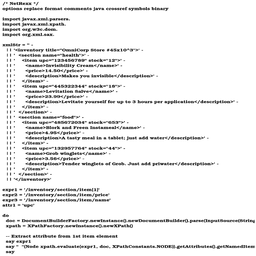 /* NetRexx */
options replace format comments java crossref symbols binary

import javax.xml.parsers.
import javax.xml.xpath.
import org.w3c.dom.
import org.xml.sax.

xmlStr = '' -
|| '<inventory title="OmniCorp Store #45x10^3">' -
|| '  <section name="health">' -
|| '    <item upc="123456789" stock="12">' -
|| '      <name>Invisibility Cream</name>' -
|| '      <price>14.50</price>' -
|| '      <description>Makes you invisible</description>' -
|| '    </item>' -
|| '    <item upc="445322344" stock="18">' -
|| '      <name>Levitation Salve</name>' -
|| '      <price>23.99</price>' -
|| '      <description>Levitate yourself for up to 3 hours per application</description>' -
|| '    </item>' -
|| '  </section>' -
|| '  <section name="food">' -
|| '    <item upc="485672034" stock="653">' -
|| '      <name>Blork and Freen Instameal</name>' -
|| '      <price>4.95</price>' -
|| '      <description>A tasty meal in a tablet; just add water</description>' -
|| '    </item>' -
|| '    <item upc="132957764" stock="44">' -
|| '      <name>Grob winglets</name>' -
|| '      <price>3.56</price>' -
|| '      <description>Tender winglets of Grob. Just add priwater</description>' -
|| '    </item>' -
|| '  </section>' -
|| '</inventory>'

expr1 = '/inventory/section/item[1]'
expr2 = '/inventory/section/item/price'
expr3 = '/inventory/section/item/name'
attr1 = 'upc'

do
doc = DocumentBuilderFactory.newInstance().newDocumentBuilder().parse(InputSource(String
xpath = XPathFactory.newInstance().newXPath()

-- Extract attribute from 1st item element
say expr1
say "  "(Node xpath.evaluate(expr1, doc, XPathConstants.NODE)).getAttributes().getNamedItem
say